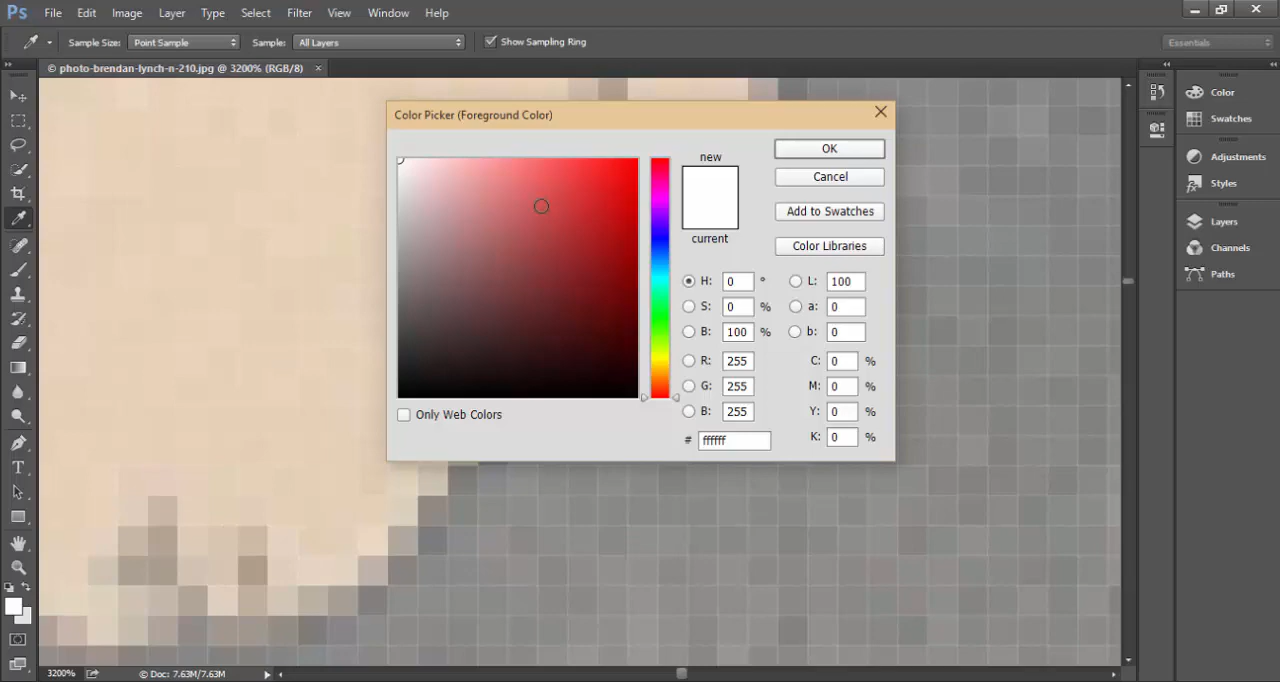 Ps File Edit Image Layer Type Select Filter View Window Help
Sample Size: Point Sample Sample: All Layers Show Sampling Ring Essentials
© photo-brendan-lynch-n-210.jpg @ 3200% (RGB/8) ×
Color Picker (Foreground Color)
new
current
OK
Cancel
Add to Swatches
Color Libraries
H: 0 °
S: 0 %
B: 100 %
R: 255
G: 255
B: 255
# ffffff
L: 100
a: 0
b: 0
C: 0 %
M: 0 %
Y: 0 %
K: 0 %
Only Web Colors
Color
Swatches
Adjustments
Styles
Layers
Channels
Paths
T
3200% © Doc: 7.63M/7.63M